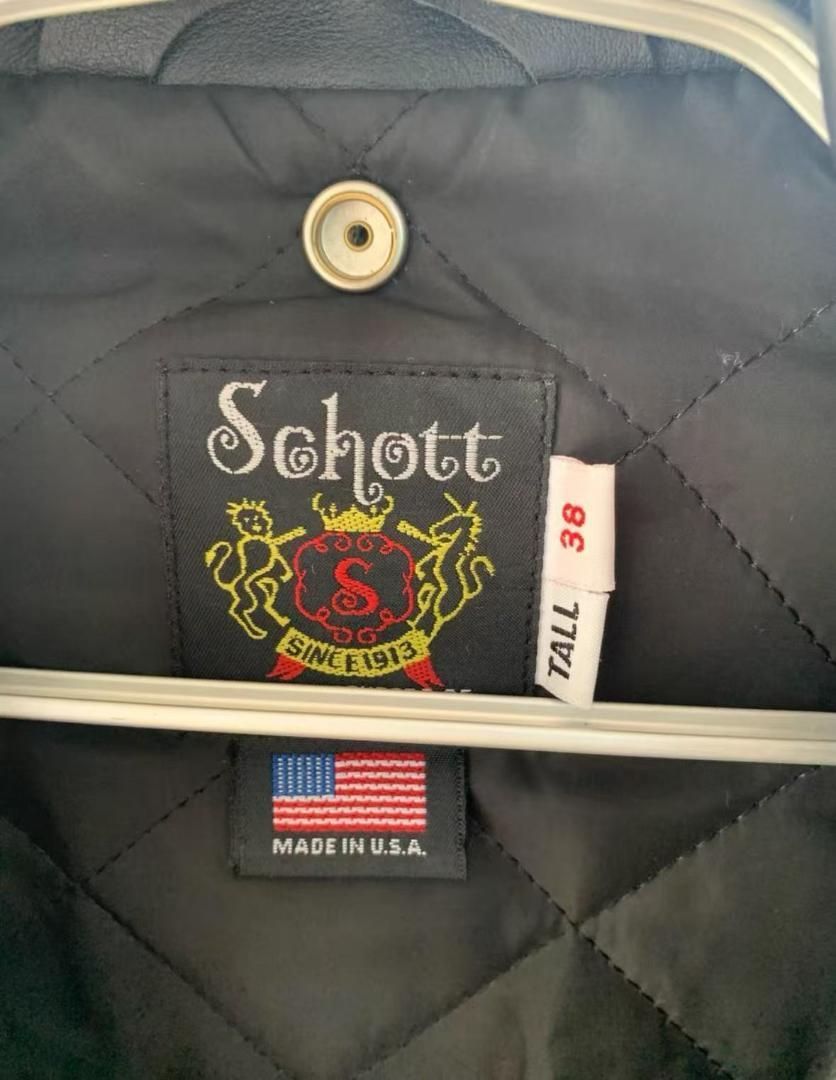 Schott
S
SINCE 1913
38
TALL
MADE IN U.S.A.